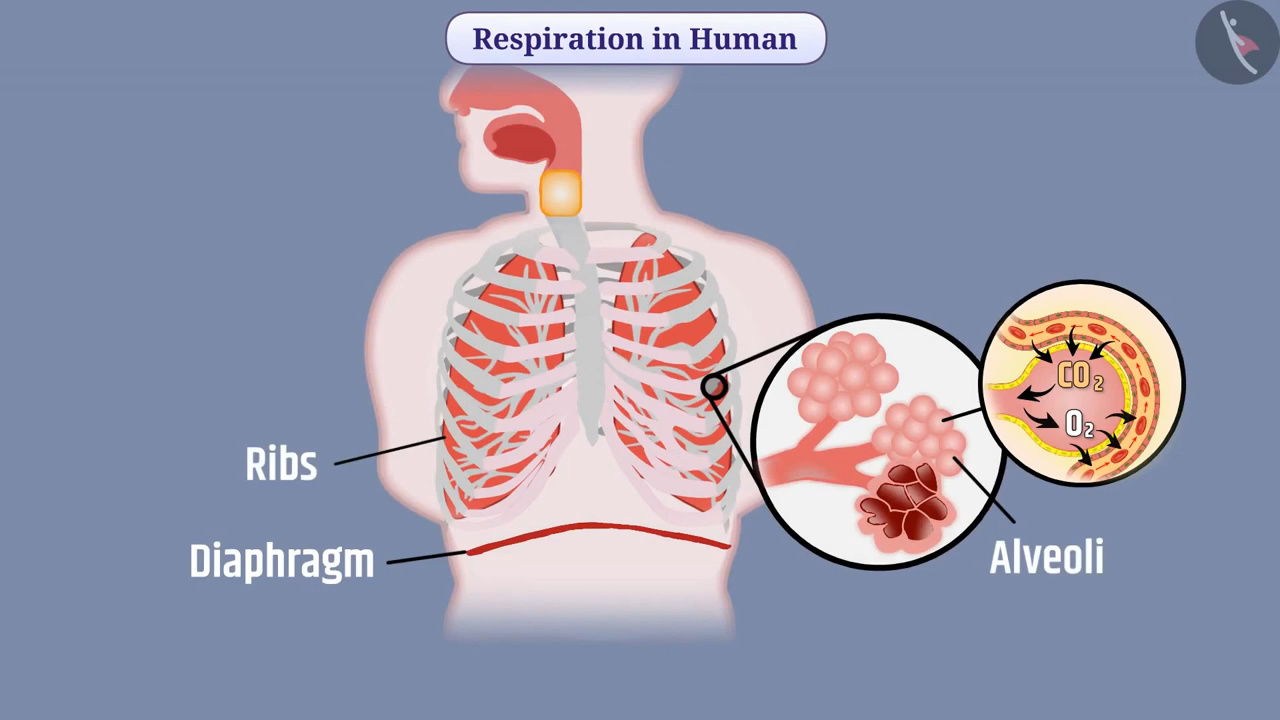 Respiration in Human
CO₂
O₂
Ribs
Diaphragm
Alveoli